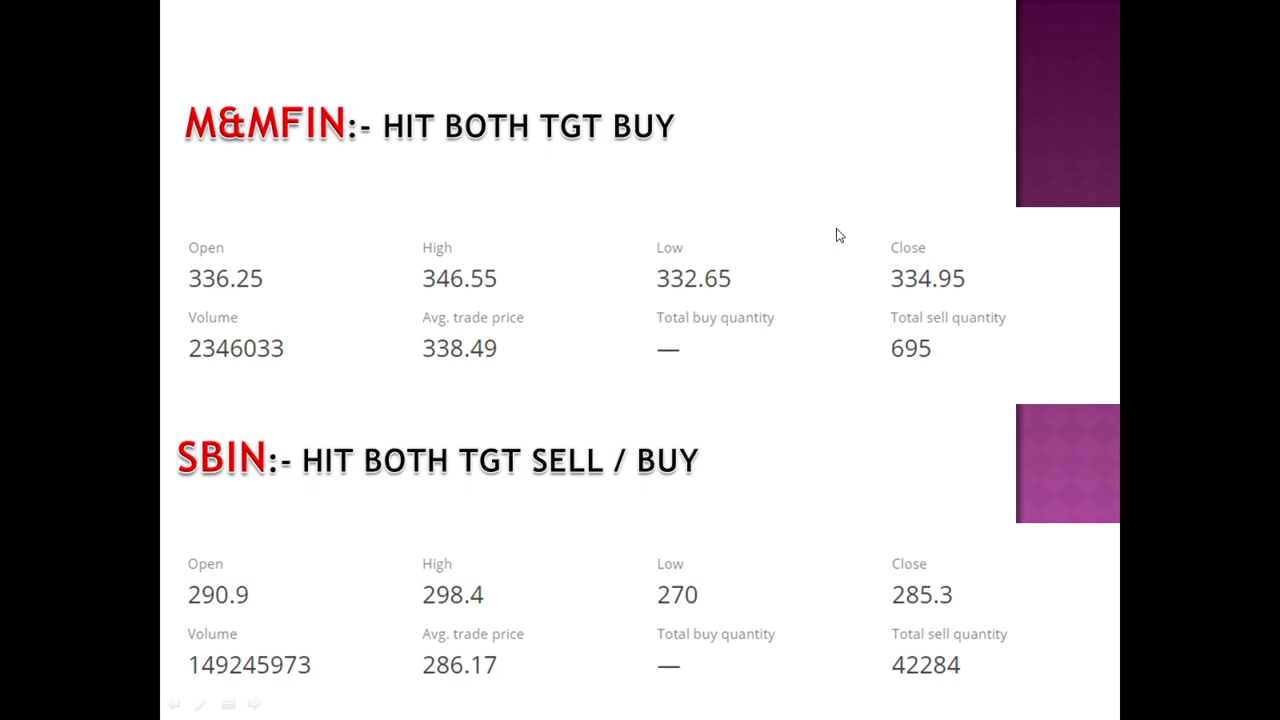 M&MFIN:- HIT BOTH TGT BUY
Open High Low Close
336.25 346.55 332.65 334.95
Volume Avg. trade price Total buy quantity Total sell quantity
2346033 338.49 — 695
SBIN:- HIT BOTH TGT SELL / BUY
Open High Low Close
290.9 298.4 270 285.3
Volume Avg. trade price Total buy quantity Total sell quantity
149245973 286.17 — 42284